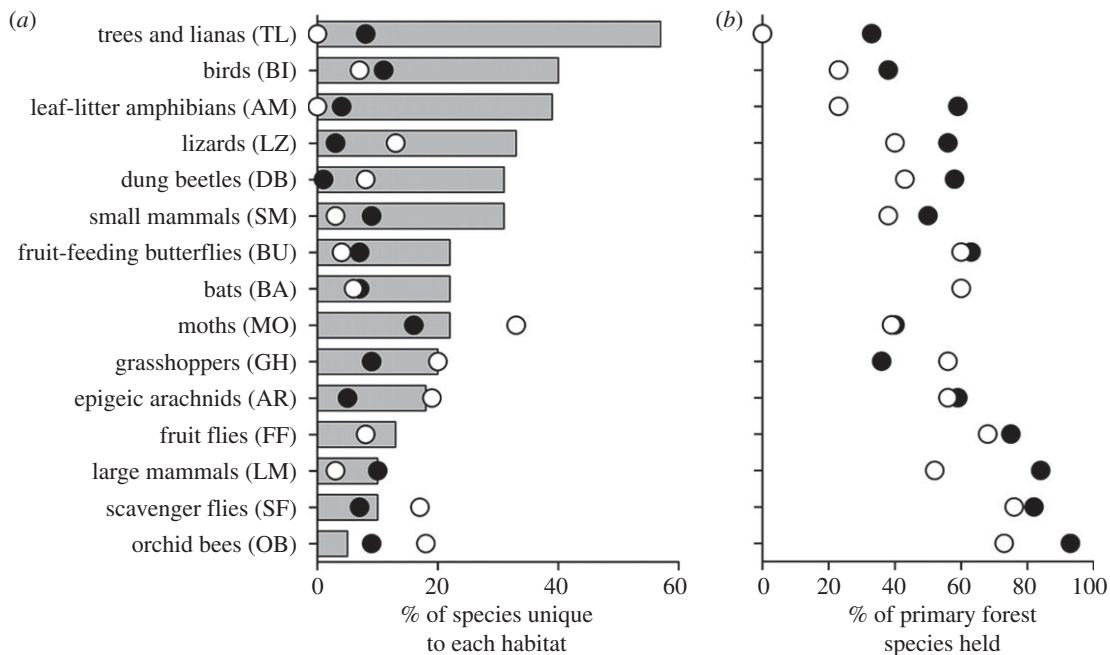 (a)
trees and lianas (TL)
birds (BI)
leaf-litter amphibians (AM)
lizards (LZ)
dung beetles (DB)
small mammals (SM)
fruit-feeding butterflies (BU)
bats (BA)
moths (MO)
grasshoppers (GH)
epigeic arachnids (AR)
fruit flies (FF)
large mammals (LM)
scavenger flies (SF)
orchid bees (OB)
0 20 40 60
% of species unique
to each habitat
(b)
0 20 40 60 80 100
% of primary forest
species held